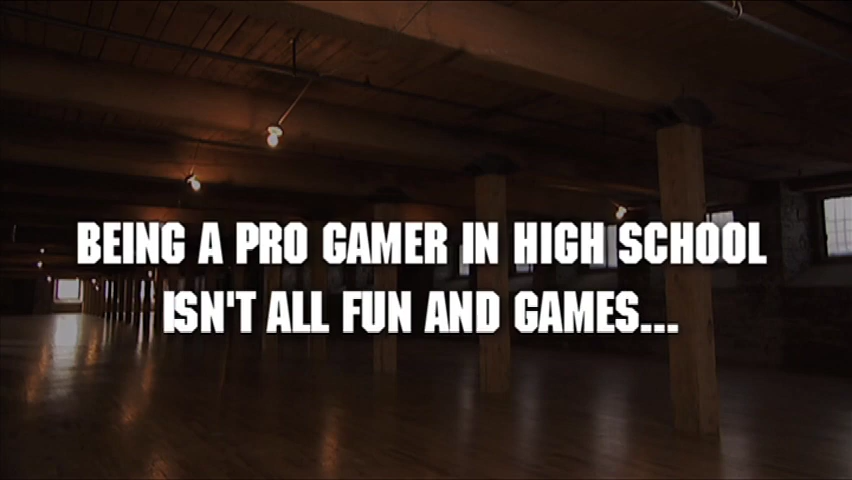 BEING A PRO GAMER IN HIGH SCHOOL
ISN'T ALL FUN AND GAMES...